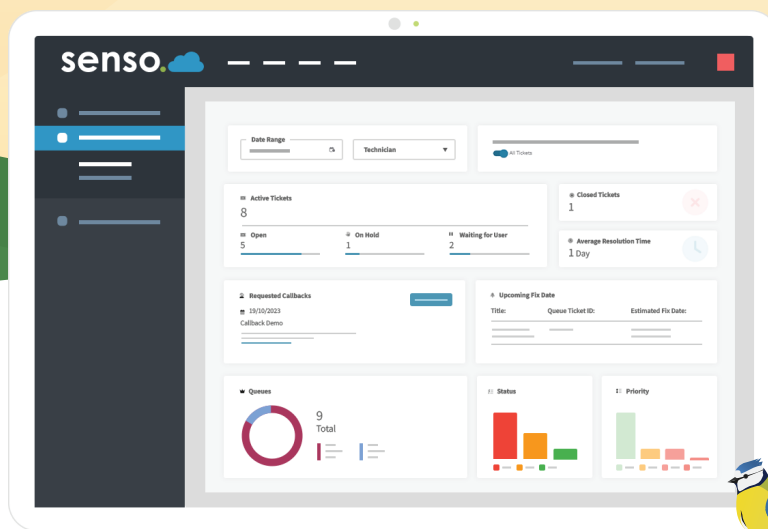 senso.
Date Range
Technician
All Tickets
Active Tickets
8
Open
5
On Hold
1
Waiting for User
2
Closed Tickets
1
Average Resolution Time
1 Day
Requested Callbacks
19/10/2023
Callback Demo
Upcoming Fix Date
Title: Queue Ticket ID: Estimated Fix Date:
Queues
9
Total
Status
Priority